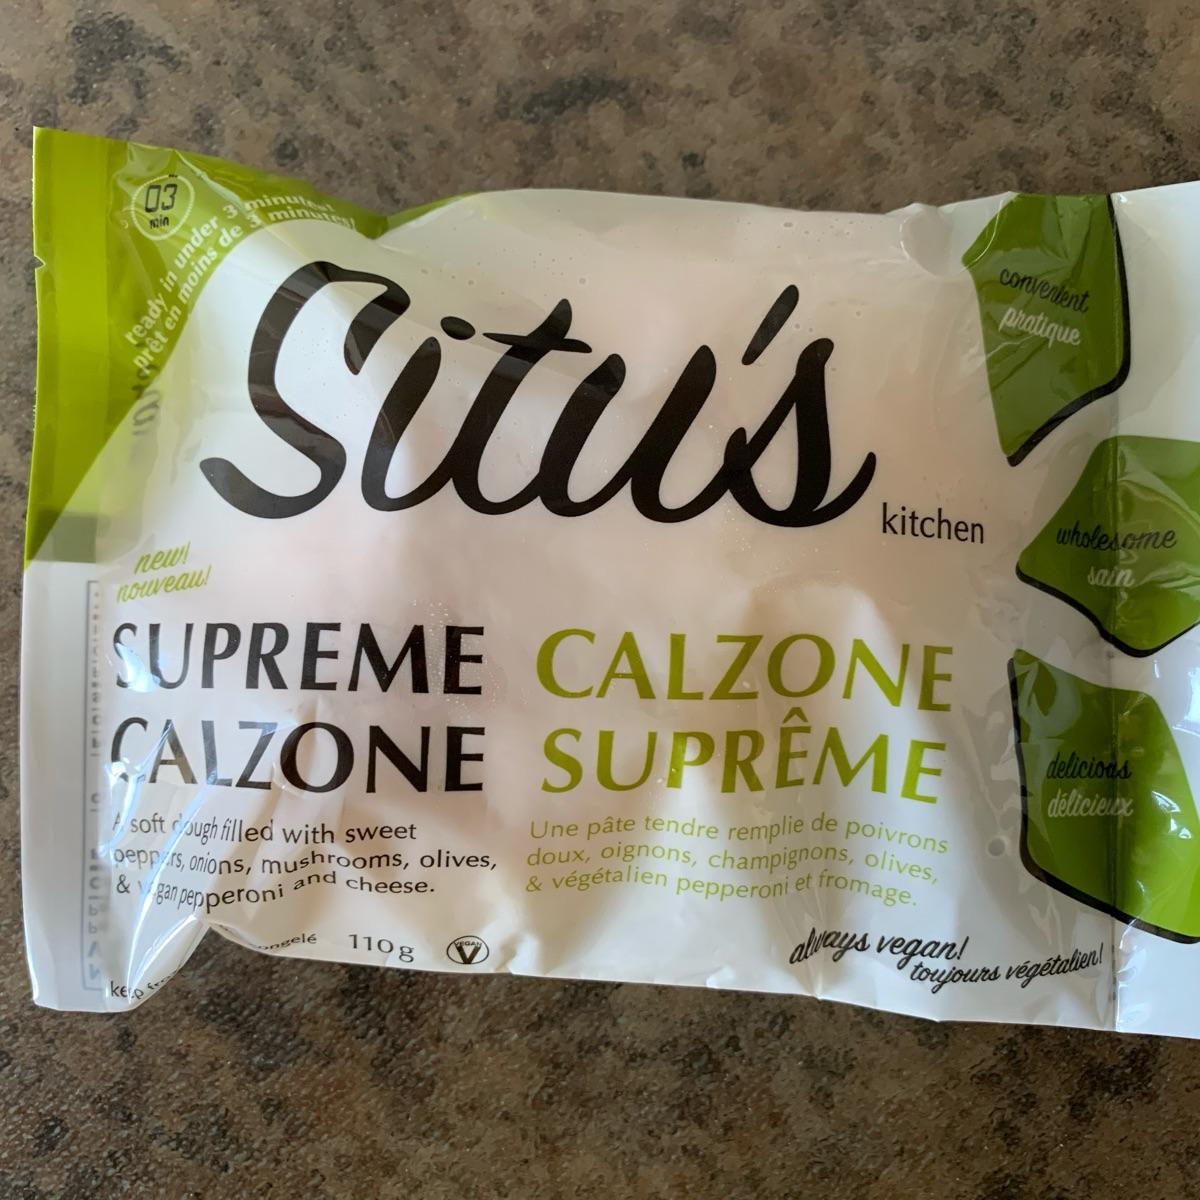 03
min
ready in under 3 minutes!
prêt en moins de 3 minutes!
Situ's
kitchen
convenient
pratique
wholesome
sain
delicious
délicieux
new!
nouveau!
SUPREME
CALZONE
CALZONE
SUPRÊME
A soft dough filled with sweet
peppers, onions, mushrooms, olives,
& vegan pepperoni and cheese.
Une pâte tendre remplie de poivrons
doux, oignons, champignons, olives,
& végétalien pepperoni et fromage.
keep
110 g
VEGAN
V
always vegan!
toujours végétalien!